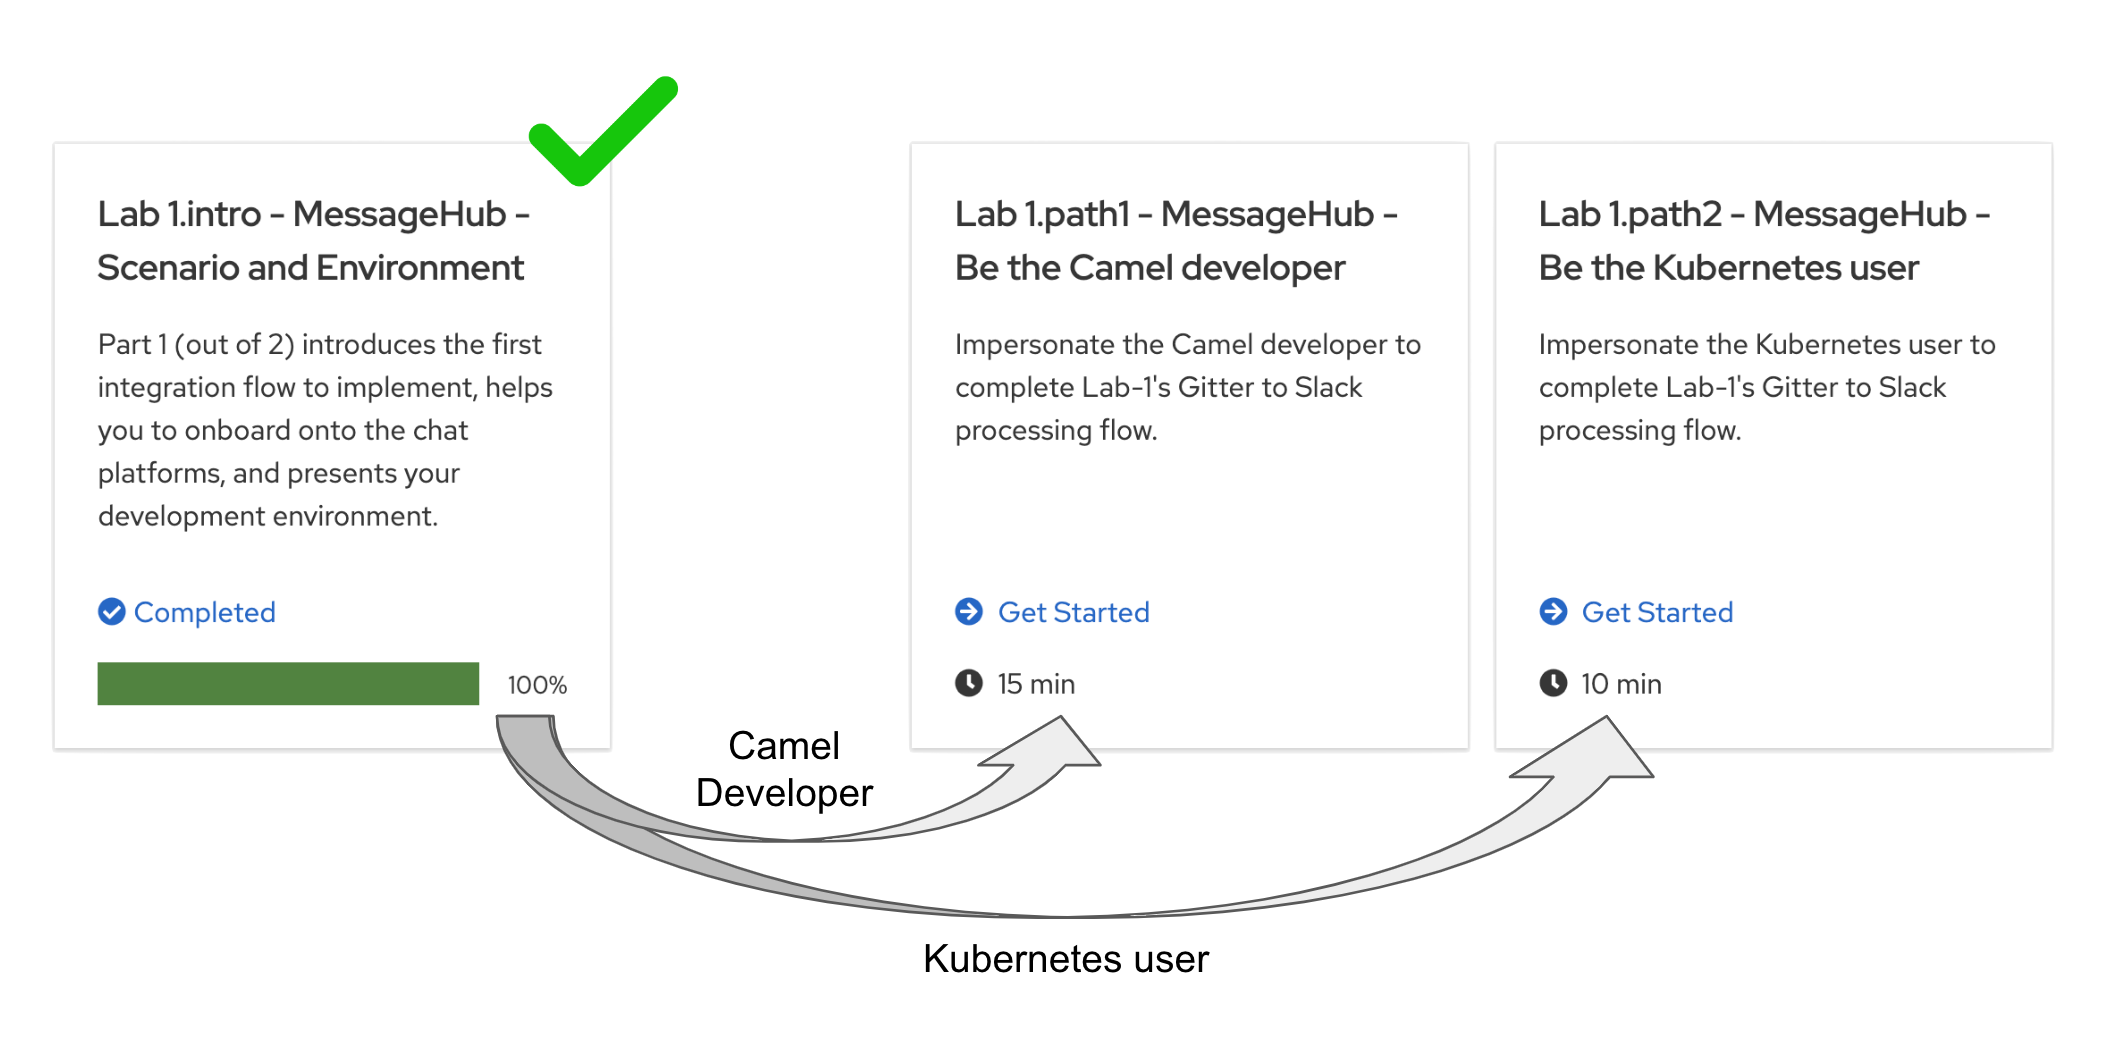 Lab 1.intro - MessageHub -
Scenario and Environment
Part 1 (out of 2) introduces the first
integration flow to implement, helps
you to onboard onto the chat
platforms, and presents your
development environment.
Completed
100%
Lab 1.path1 - MessageHub -
Be the Camel developer
Impersonate the Camel developer to
complete Lab-1's Gitter to Slack
processing flow.
Get Started
15 min
Lab 1.path2 - MessageHub -
Be the Kubernetes user
Impersonate the Kubernetes user to
complete Lab-1's Gitter to Slack
processing flow.
Get Started
10 min
Camel
Developer
Kubernetes user